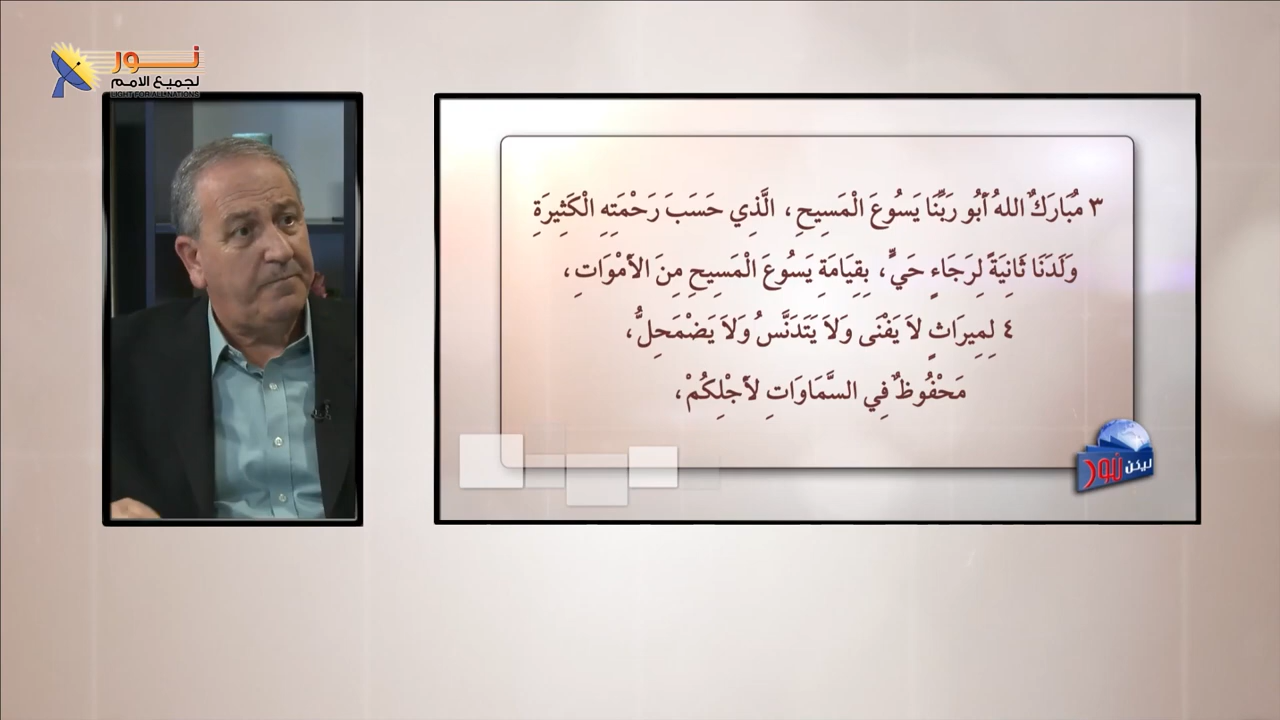 نــور
لجميع الامم
LIGHT FOR ALL NATIONS
٣ مُبَارَكٌ اللهُ أَبُو رَبِّنَا يَسُوعَ الْمَسِيحِ، الَّذِي حَسَبَ رَحْمَتِهِ الْكَثِيرَةِ
وَلَدَنَا ثَانِيَةً لِرَجَاءٍ حَيٍّ، بِقِيَامَةِ يَسُوعَ الْمَسِيحِ مِنَ الأَمْوَاتِ،
٤ لِمِيرَاثٍ لاَ يَفْنَى وَلاَ يَتَدَنَّسُ وَلاَ يَضْمَحِلُّ،
مَحْفُوظٌ فِي السَّمَاوَاتِ لأَجْلِكُمْ،
ليكن نور